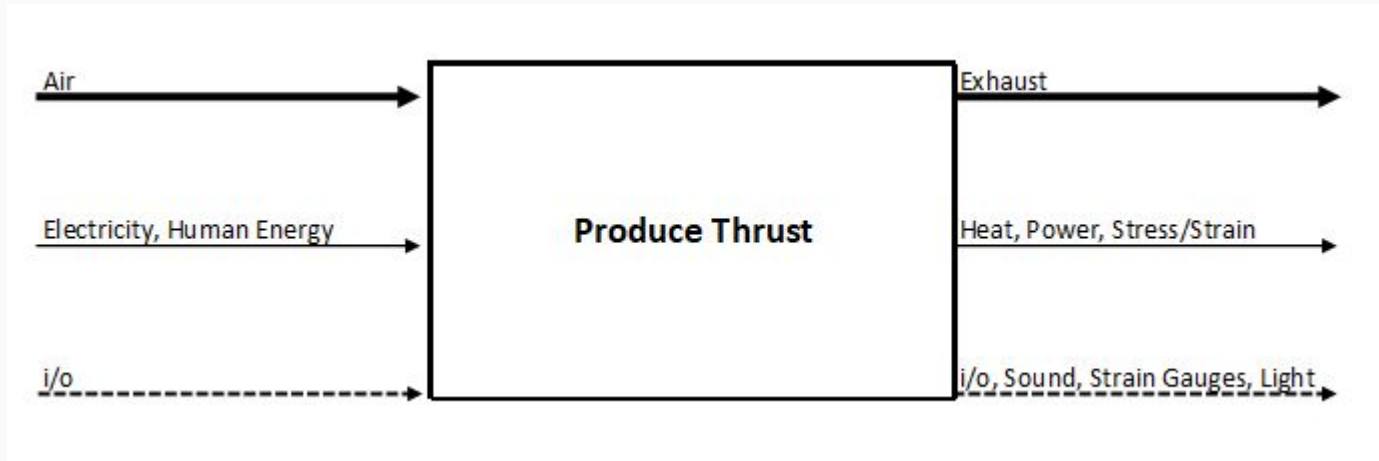 Air
Exhaust
Electricity, Human Energy
Produce Thrust
Heat, Power, Stress/Strain
i/o
i/o, Sound, Strain Gauges, Light